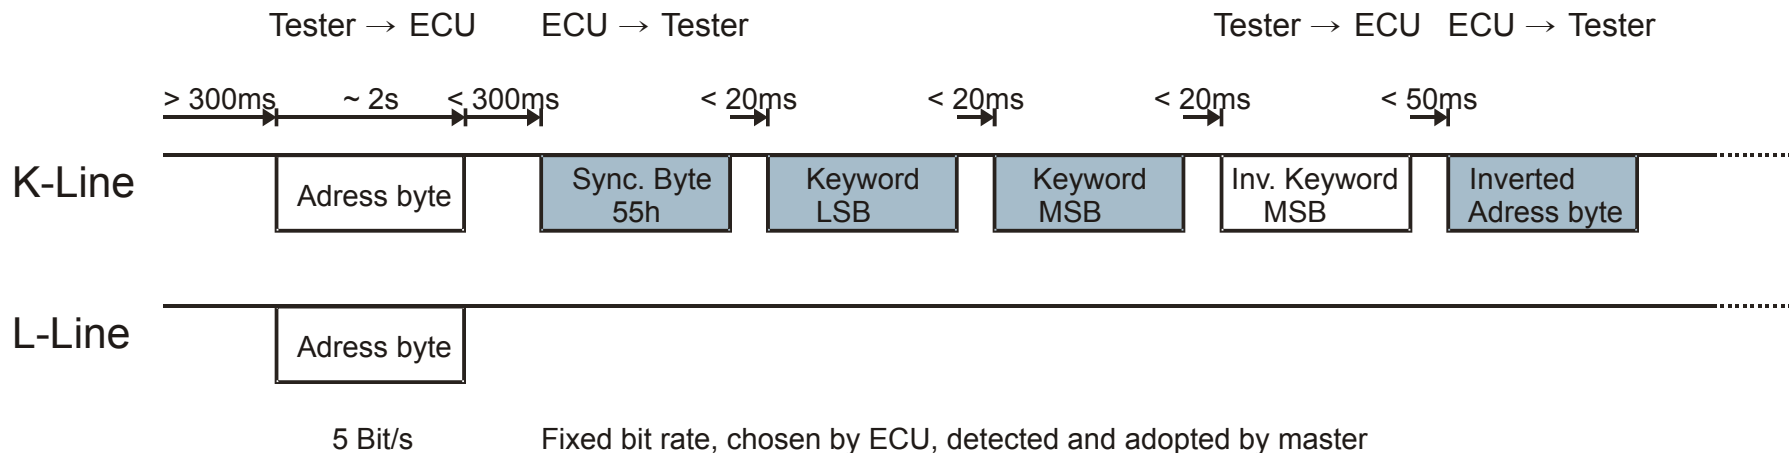 Tester → ECU ECU → Tester Tester → ECU ECU → Tester
> 300ms ~ 2s < 300ms < 20ms < 20ms < 20ms < 50ms
K-Line
Adress byte
Sync. Byte
55h
Keyword
LSB
Keyword
MSB
Inv. Keyword
MSB
Inverted
Adress byte
L-Line
Adress byte
5 Bit/s Fixed bit rate, chosen by ECU, detected and adopted by master